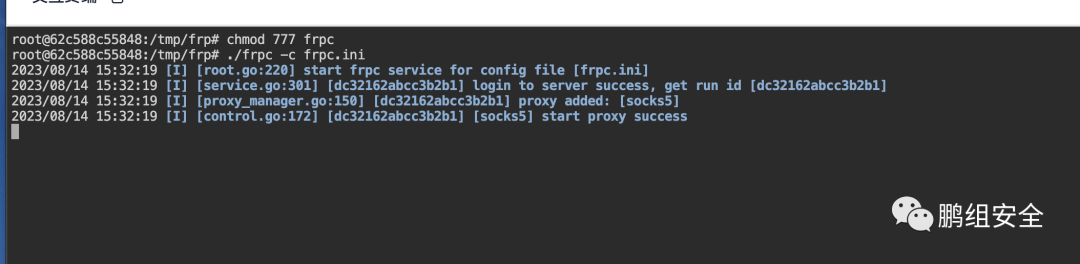 root@62c588c55848:/tmp/frp# chmod 777 frpc
root@62c588c55848:/tmp/frp# ./frpc -c frpc.ini
2023/08/14 15:32:19 [I] [root.go:220] start frpc service for config file [frpc.ini]
2023/08/14 15:32:19 [I] [service.go:301] [dc32162abcc3b2b1] login to server success, get run id [dc32162abcc3b2b1]
2023/08/14 15:32:19 [I] [proxy_manager.go:150] [dc32162abcc3b2b1] proxy added: [socks5]
2023/08/14 15:32:19 [I] [control.go:172] [dc32162abcc3b2b1] [socks5] start proxy success
鹏组安全